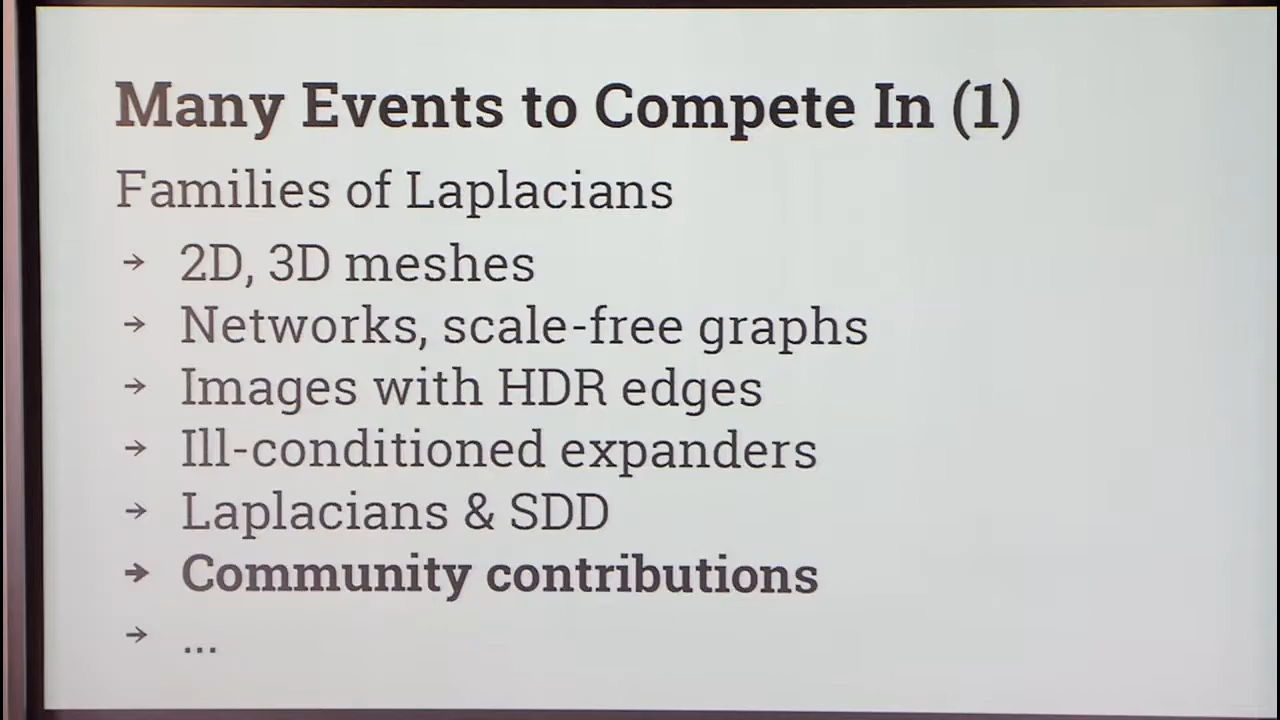 Many Events to Compete In (1)
Families of Laplacians
→ 2D, 3D meshes
→ Networks, scale-free graphs
→ Images with HDR edges
→ Ill-conditioned expanders
→ Laplacians & SDD
→ Community contributions
→ ...